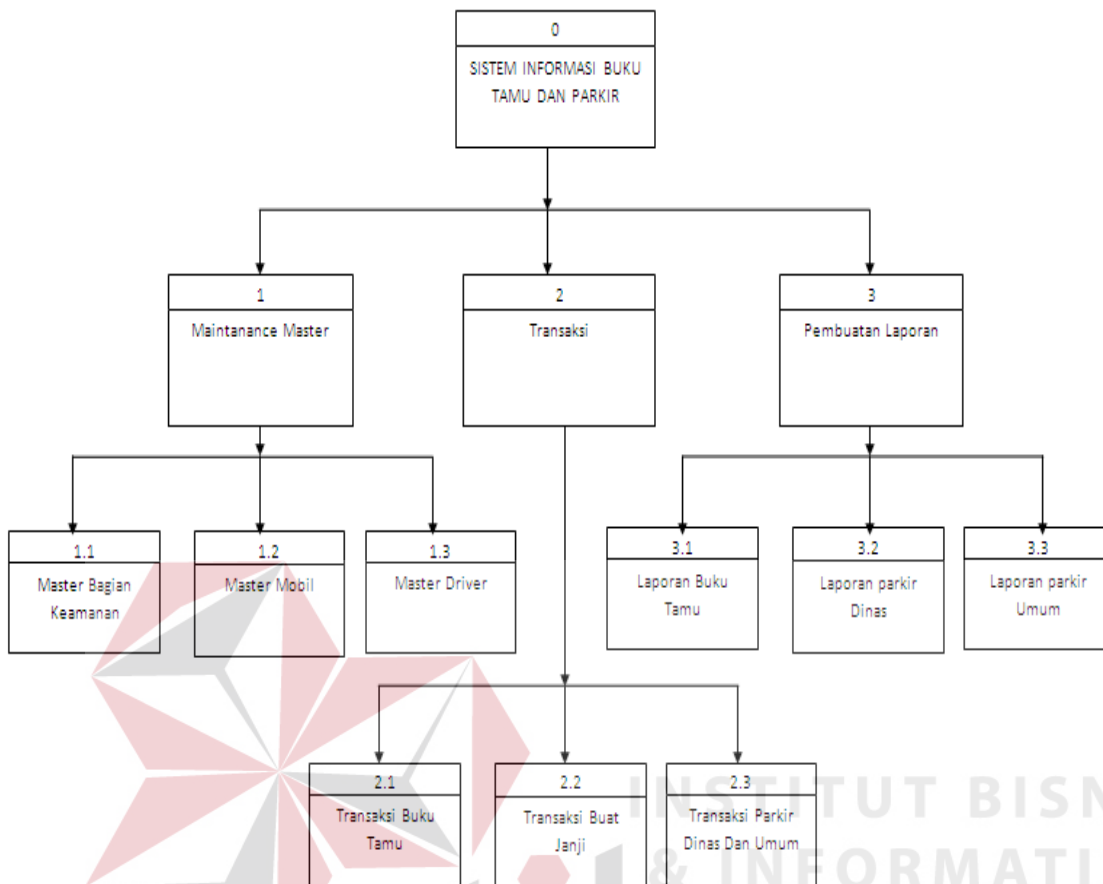 0
SISTEM INFORMASI BUKU
TAMU DAN PARKIR
1
Maintanance Master
2
Transaksi
3
Pembuatan Laporan
1.1
Master Bagian
Keamanan
1.2
Master Mobil
1.3
Master Driver
3.1
Laporan Buku
Tamu
3.2
Laporan parkir
Dinas
3.3
Laporan parkir
Umum
2.1
Transaksi Buku
Tamu
2.2
Transaksi Buat
Janji
2.3
Transaksi Parkir
Dinas Dan Umum
INSTITUT BISN
& INFORMATI